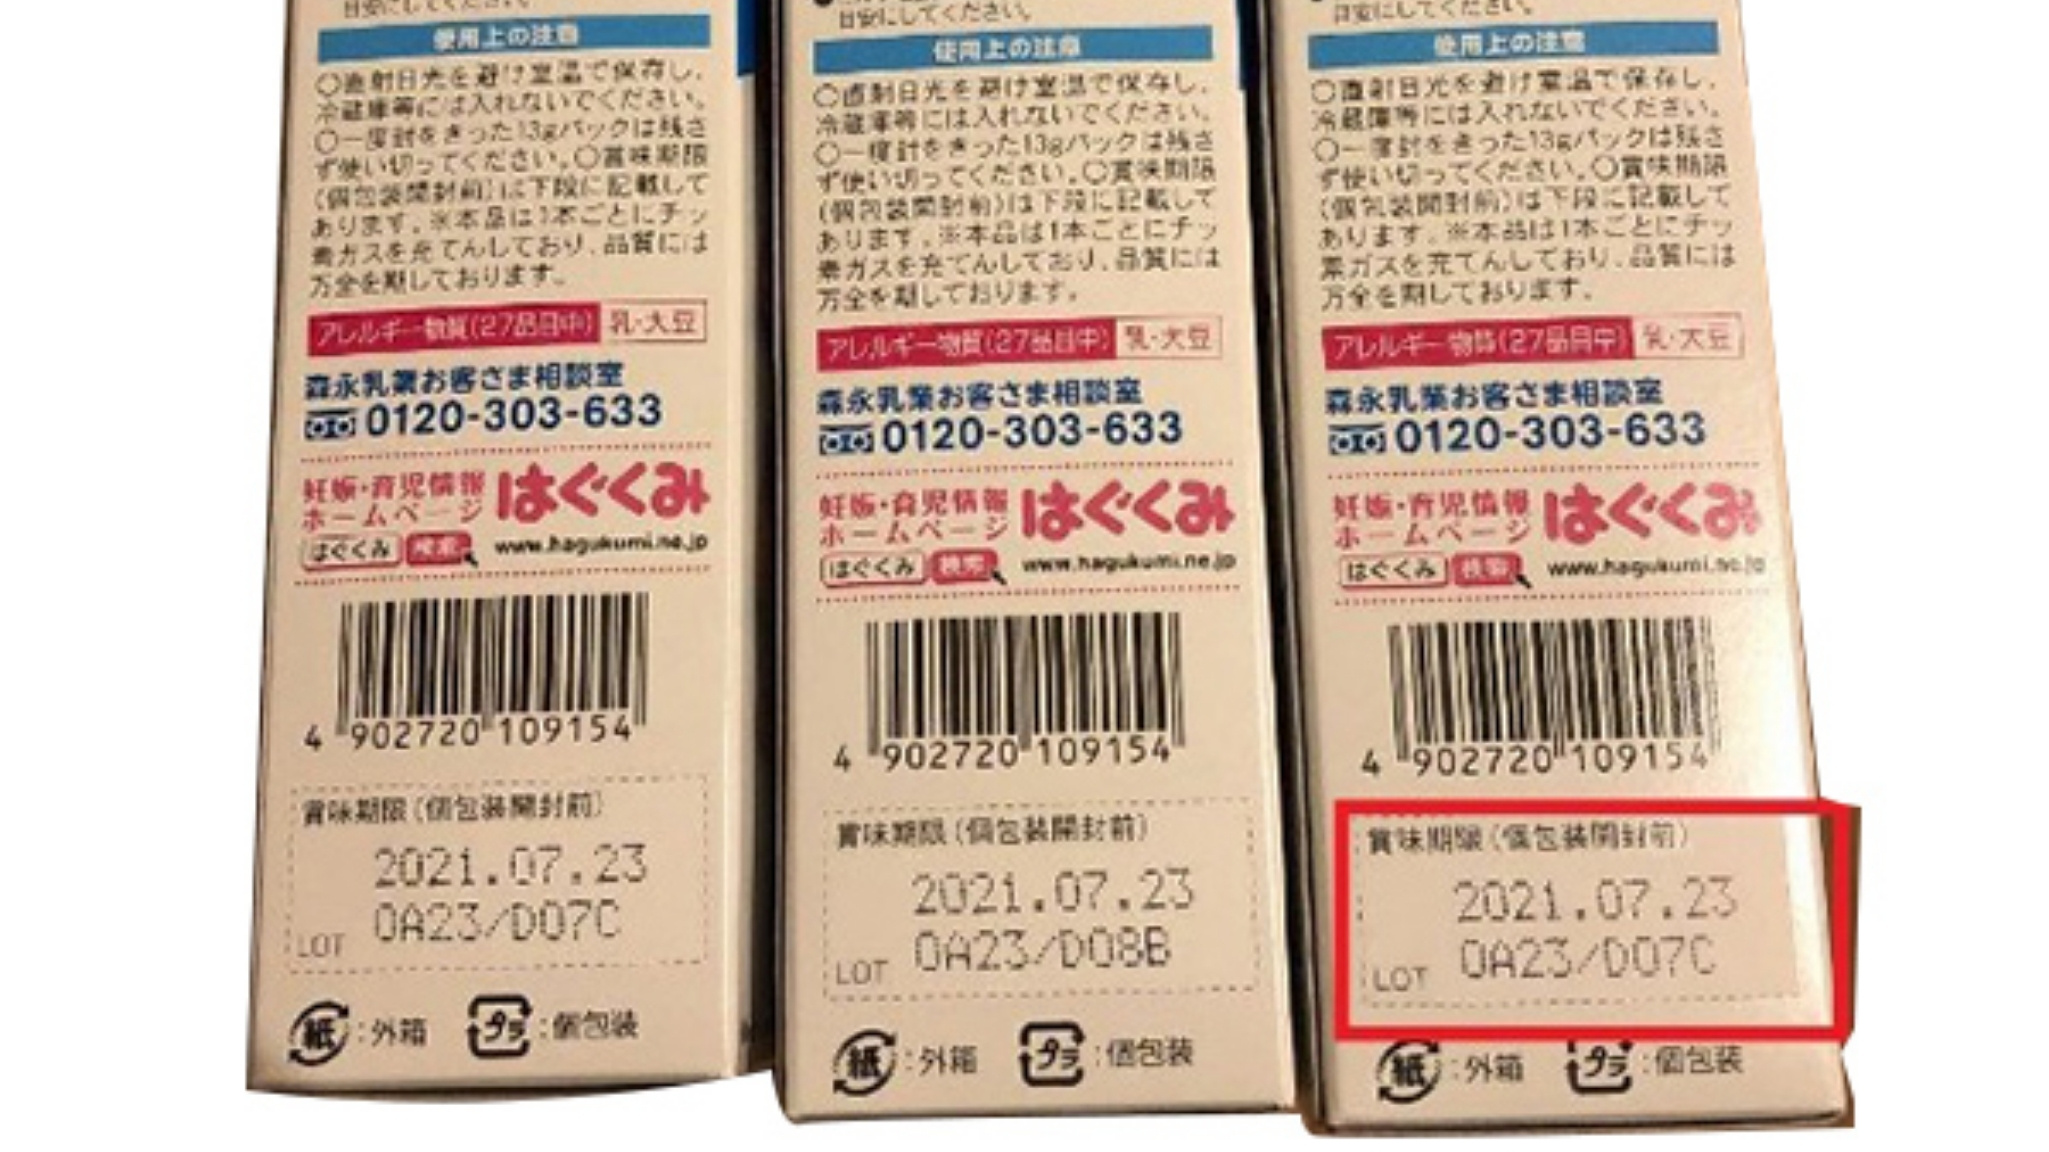 目安にしてください。
使用上の注意
○直射日光を避け室温で保存し、
冷蔵庫等には入れないでください。
○一度封をきった13gパックは残さ
ず使い切ってください。○賞味期限
(個包装開封前)は下段に記載して
あります。※本品は1本ごとにチッ
素ガスを充てんしており、品質には
万全を期しております。
アレルギー物質(27品目中) 乳・大豆
森永乳業お客さま相談室
0120-303-633
妊娠・育児情報
ホームページ
はぐくみ
はぐくみ 検索 www.hagukumi.ne.jp
4 902720 109154
賞味期限(個包装開封前)
2021.07.23
LOT 0A23/D07C
紙:外箱 プラ:個包装
目安にしてください。
使用上の注意
○直射日光を避け室温で保存し、
冷蔵庫等には入れないでください。
○一度封をきった13gパックは残さ
ず使い切ってください。○賞味期限
(個包装開封前)は下段に記載して
あります。※本品は1本ごとにチッ
素ガスを充てんしており、品質には
万全を期しております。
アレルギー物質(27品目中) 乳・大豆
森永乳業お客さま相談室
0120-303-633
妊娠・育児情報
ホームページ
はぐくみ
はぐくみ 検索 www.hagukumi.ne.jp
4 902720 109154
賞味期限(個包装開封前)
2021.07.23
LOT 0A23/D08B
紙:外箱 プラ:個包装
目安にしてください。
使用上の注意
○直射日光を避け室温で保存し、
冷蔵庫等には入れないでください。
○一度封をきった13gパックは残さ
ず使い切ってください。○賞味期限
(個包装開封前)は下段に記載して
あります。※本品は1本ごとにチッ
素ガスを充てんしており、品質には
万全を期しております。
アレルギー物質(27品目中) 乳・大豆
森永乳業お客さま相談室
0120-303-633
妊娠・育児情報
ホームページ
はぐくみ
はぐくみ 検索 www.hagukumi.ne.jp
4 902720 109154
賞味期限(個包装開封前)
2021.07.23
LOT 0A23/D07C
紙:外箱 プラ:個包装